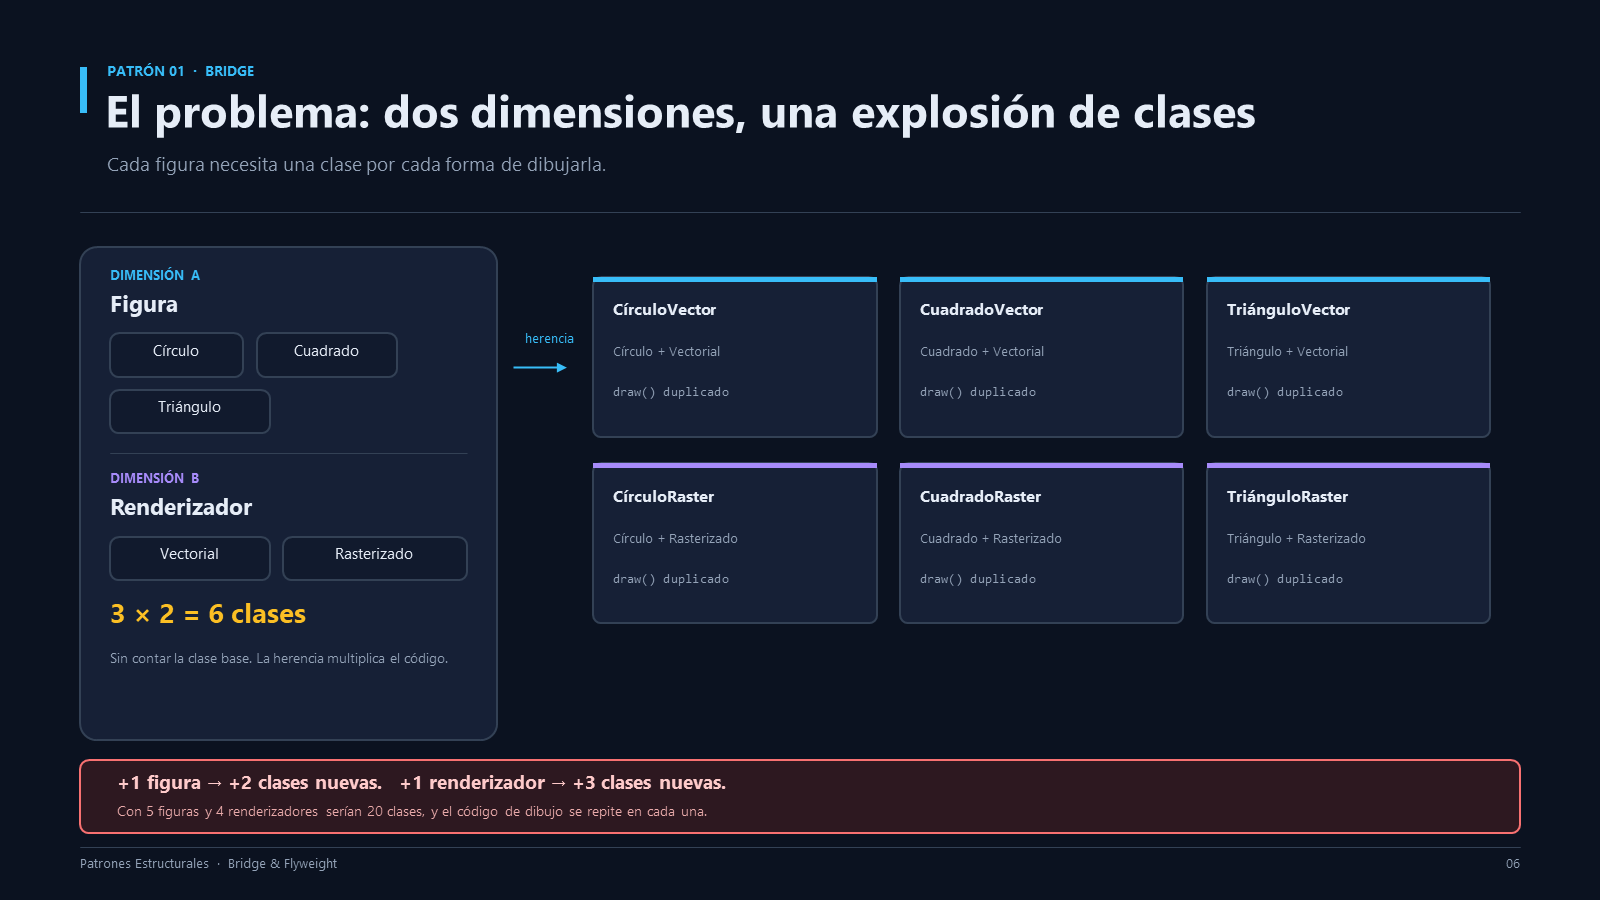 PATRÓN 01 · BRIDGE
El problema: dos dimensiones, una explosión de clases
Cada figura necesita una clase por cada forma de dibujarla.
DIMENSIÓN A
Figura
Círculo
Cuadrado
Triángulo
DIMENSIÓN B
Renderizador
Vectorial
Rasterizado
3 × 2 = 6 clases
Sin contar la clase base. La herencia multiplica el código.
herencia
CírculoVector
Círculo + Vectorial
draw() duplicado
CuadradoVector
Cuadrado + Vectorial
draw() duplicado
TriánguloVector
Triángulo + Vectorial
draw() duplicado
CírculoRaster
Círculo + Rasterizado
draw() duplicado
CuadradoRaster
Cuadrado + Rasterizado
draw() duplicado
TriánguloRaster
Triángulo + Rasterizado
draw() duplicado
+1 figura → +2 clases nuevas. +1 renderizador → +3 clases nuevas.
Con 5 figuras y 4 renderizadores serían 20 clases, y el código de dibujo se repite en cada una.
Patrones Estructurales · Bridge & Flyweight
06